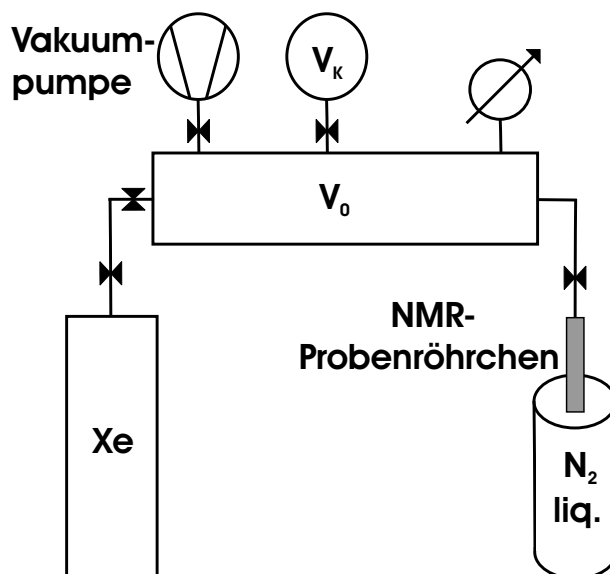 Vakuum-
pumpe
V_K
V_0
NMR-
Probenröhrchen
Xe
N_2
liq.